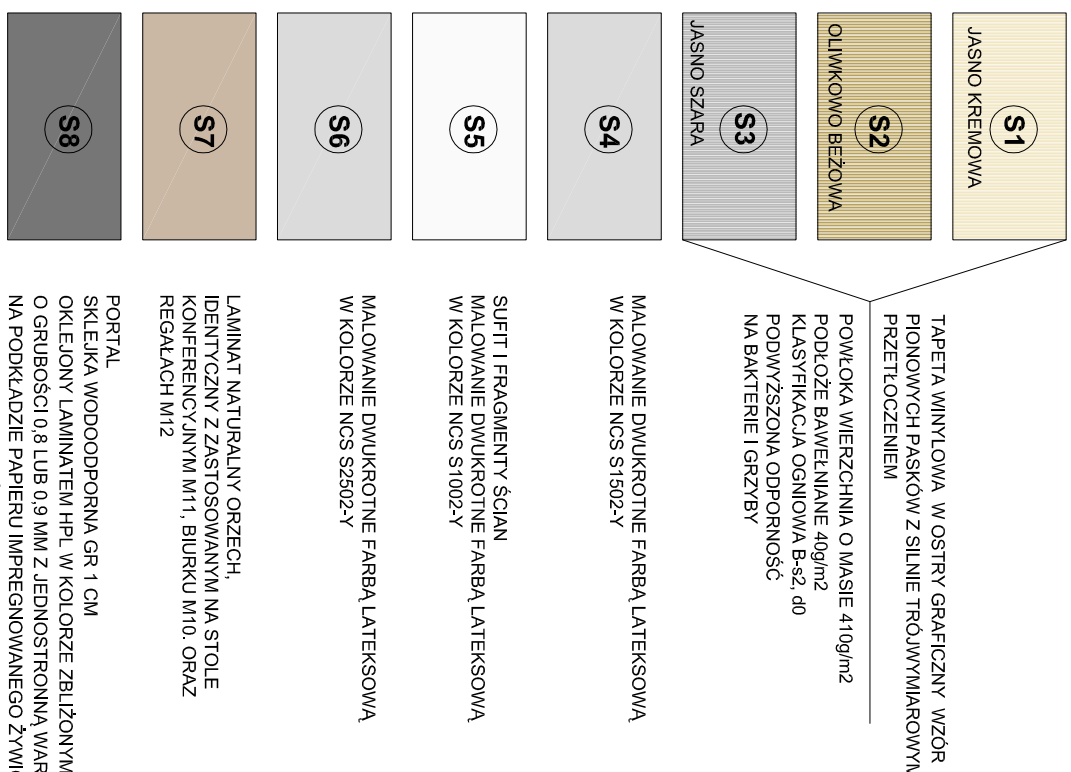 S1
JASNO KREMOWA
S2
OLIWKOWO BEŻOWA
S3
JASNO SZARA
TAPETA WINYLOWA W OSTRY GRAFICZNY WZÓR
PIONOWYCH PASKÓW Z SILNIE
PRZETŁOCZENIEM
POWŁOKA WIERZCHNIA O MASIE 410g/m2
PODŁOŻE BAWEŁNIANE 40g/m2
KLASYFIKACJA OGNIOWA B-s2, d0
PODWYŻSZONA ODPORNOŚĆ
NA BAKTERIE I GRZYBY
S4
MALOWANIE DWUKROTNE FARBĄ LATEKSOWĄ
W KOLORZE NCS S1502-Y
S5
SUFIT I FRAGMENTY ŚCIAN
MALOWANIE DWUKROTNE FARBĄ LATEKSOWĄ
W KOLORZE NCS S1002-Y
S6
MALOWANIE DWUKROTNE FARBĄ LATEKSOWĄ
W KOLORZE NCS S2502-Y
S7
LAMINAT NATURALNY ORZECH,
IDENTYCZNY Z ZASTOSOWANYM NA STOLE
KONFERENCYJNYM M11, BIURKU M10. ORAZ
REGAŁACH M12
S8
PORTAL
SKLEJKA WODOODPORNA GR 1 CM
OKLEJONY LAMINATEM HPL W KOLORZE ZBLIŻONYM
O GRUBOŚCI 0,8 LUB 0,9 MM Z JEDNOSTRONNĄ
NA PODKŁADZIE PAPIERU IMPREGNOWANEGO